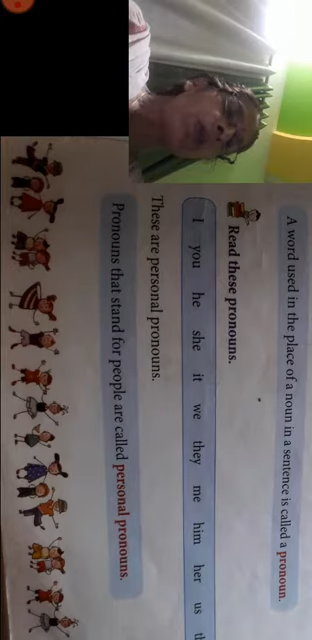 A word used in the place of a noun in a sentence is called a pronoun.
Read these pronouns.
I you he she it we they me him her us
These are personal pronouns.
Pronouns that stand for people are called personal pronouns.